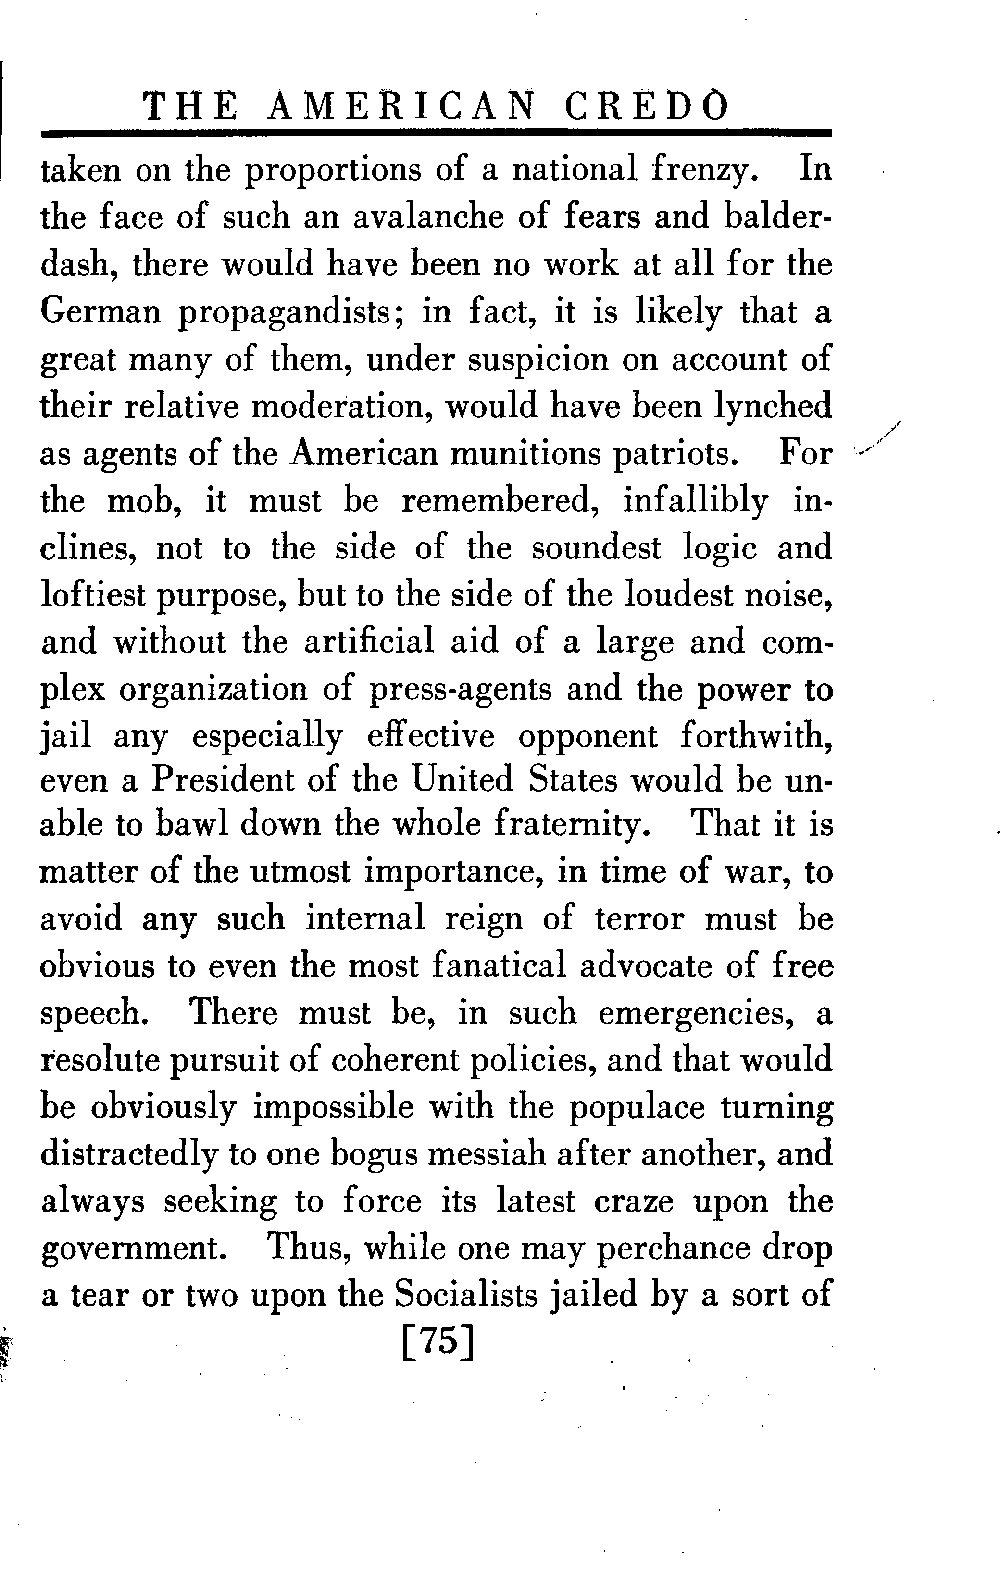 THE AMERICAN CREDO
taken on the proportions of a national frenzy. In
the face of such an avalanche of fears and balder-
dash, there would have been no work at all for the
German propagandists; in fact, it is likely that a
great many of them, under suspicion on account of
their relative moderation, would have been lynched
as agents of the American munitions patriots. For
the mob, it must be remembered, infallibly in-
clines, not to the side of the soundest logic and
loftiest purpose, but to the side of the loudest noise,
and without the artificial aid of a large and com-
plex organization of press-agents and the power to
jail any especially effective opponent forthwith,
even a President of the United States would be un-
able to bawl down the whole fraternity. That it is
matter of the utmost importance, in time of war, to
avoid any such internal reign of terror must be
obvious to even the most fanatical advocate of free
speech. There must be, in such emergencies, a
resolute pursuit of coherent policies, and that would
be obviously impossible with the populace turning
distractedly to one bogus messiah after another, and
always seeking to force its latest craze upon the
government. Thus, while one may perchance drop
a tear or two upon the Socialists jailed by a sort of
[75]